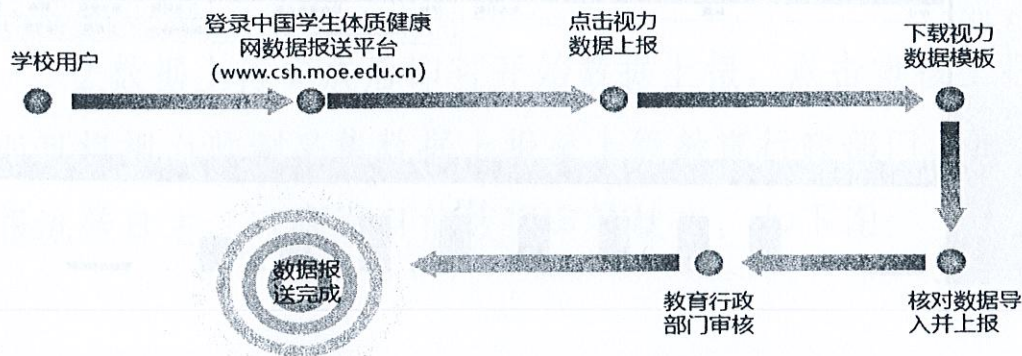 学校用户
登录中国学生体质健康
网数据报送平台
(www.csh.moe.edu.cn)
点击视力
数据上报
下载视力
数据模板
核对数据导
入并上报
教育行政
部门审核
数据报
送完成